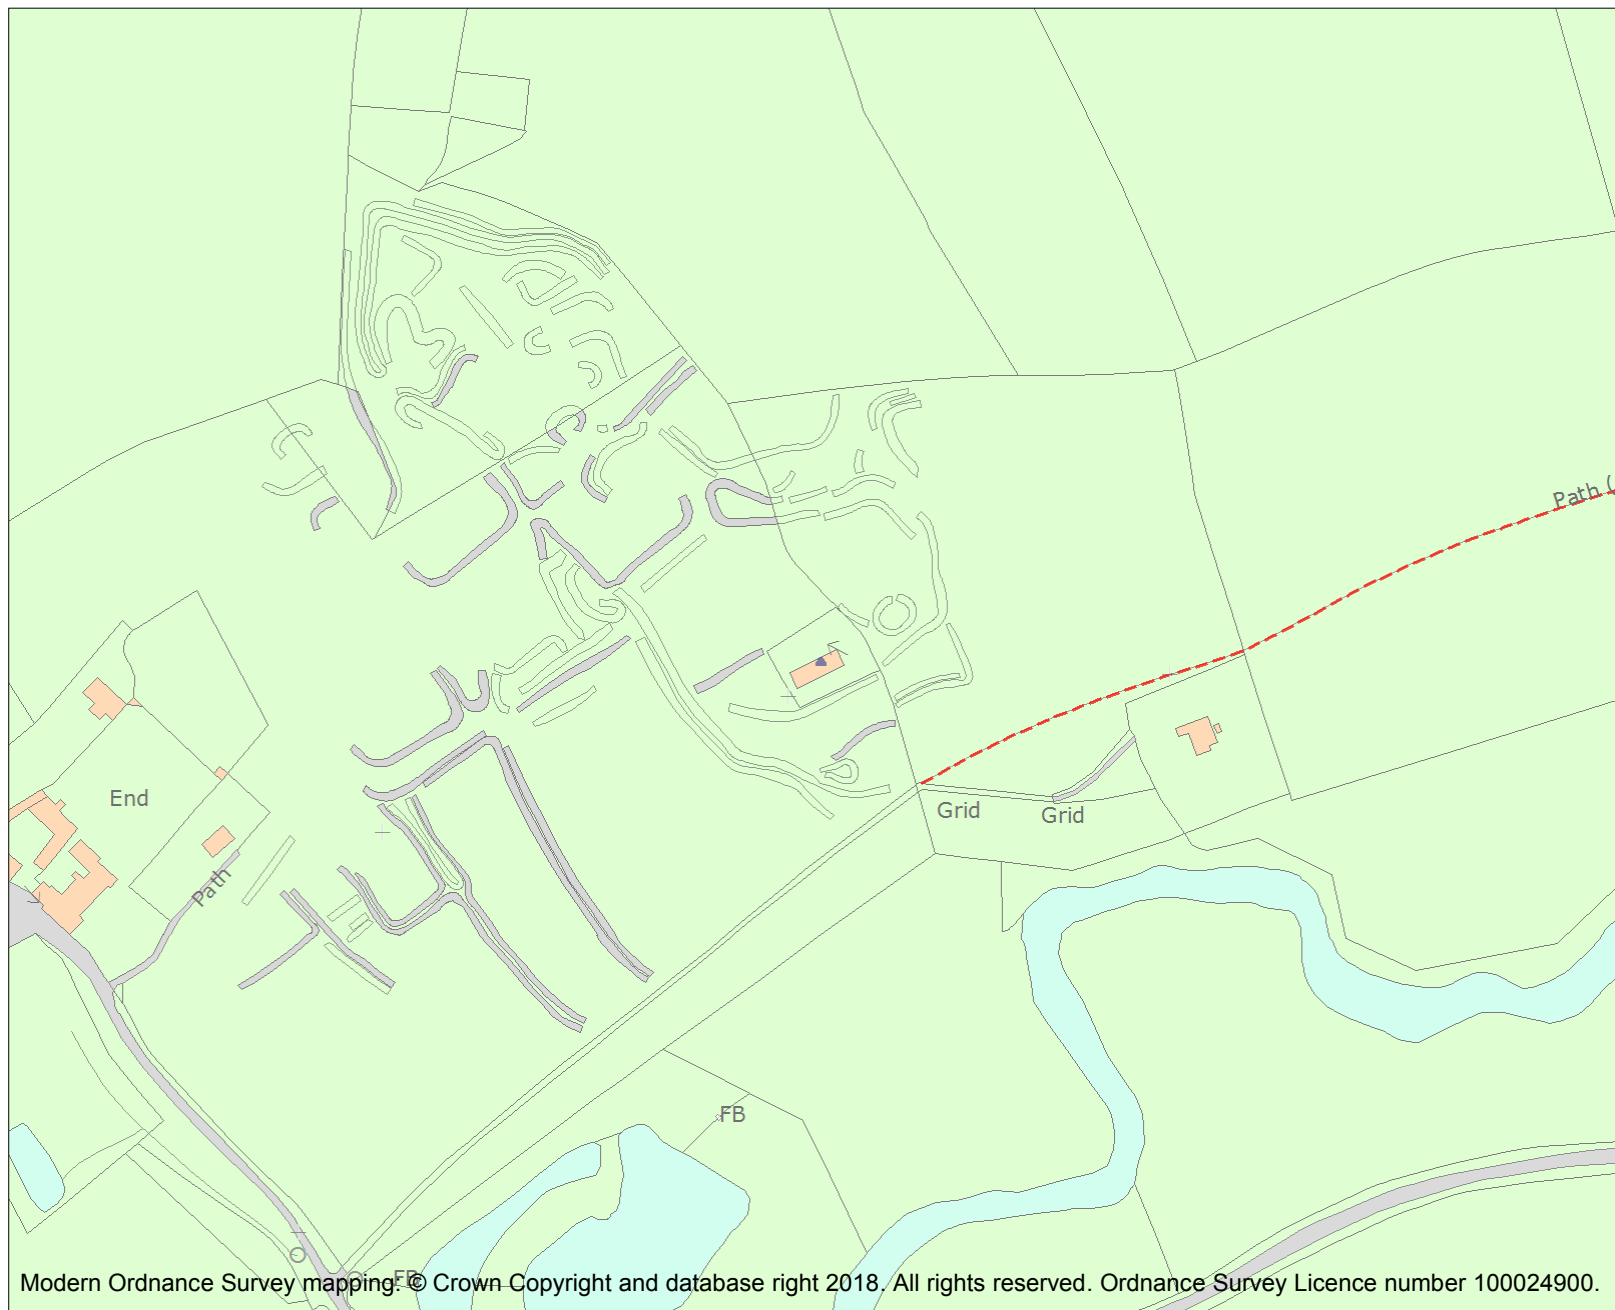 Path (
End
Grid
Grid
Path
FB
FB
Modern Ordnance Survey mapping: © Crown Copyright and database right 2018. All rights reserved. Ordnance Survey Licence number 100024900.